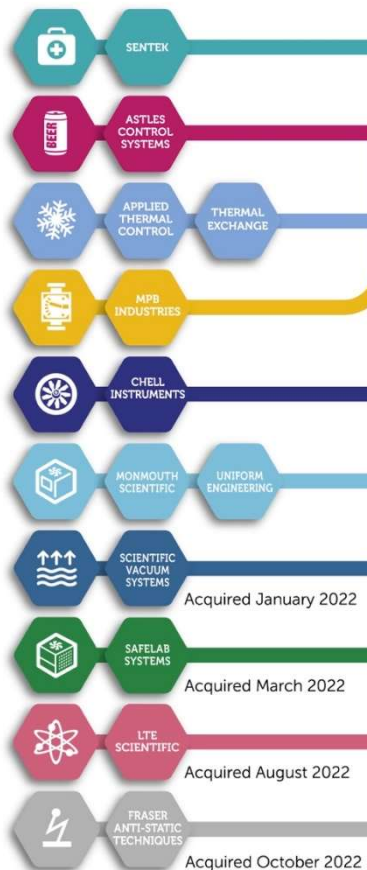 SENTEK
BEER
ASTLES
CONTROL
SYSTEMS
APPLIED
THERMAL
CONTROL
THERMAL
EXCHANGE
MPB
INDUSTRIES
CHELL
INSTRUMENTS
MONMOUTH
SCIENTIFIC
UNIFORM
ENGINEERING
SCIENTIFIC
VACUUM
SYSTEMS
Acquired January 2022
SAFELAB
SYSTEMS
Acquired March 2022
LTE
SCIENTIFIC
Acquired August 2022
FRASER
ANTI-STATIC
TECHNIQUES
Acquired October 2022